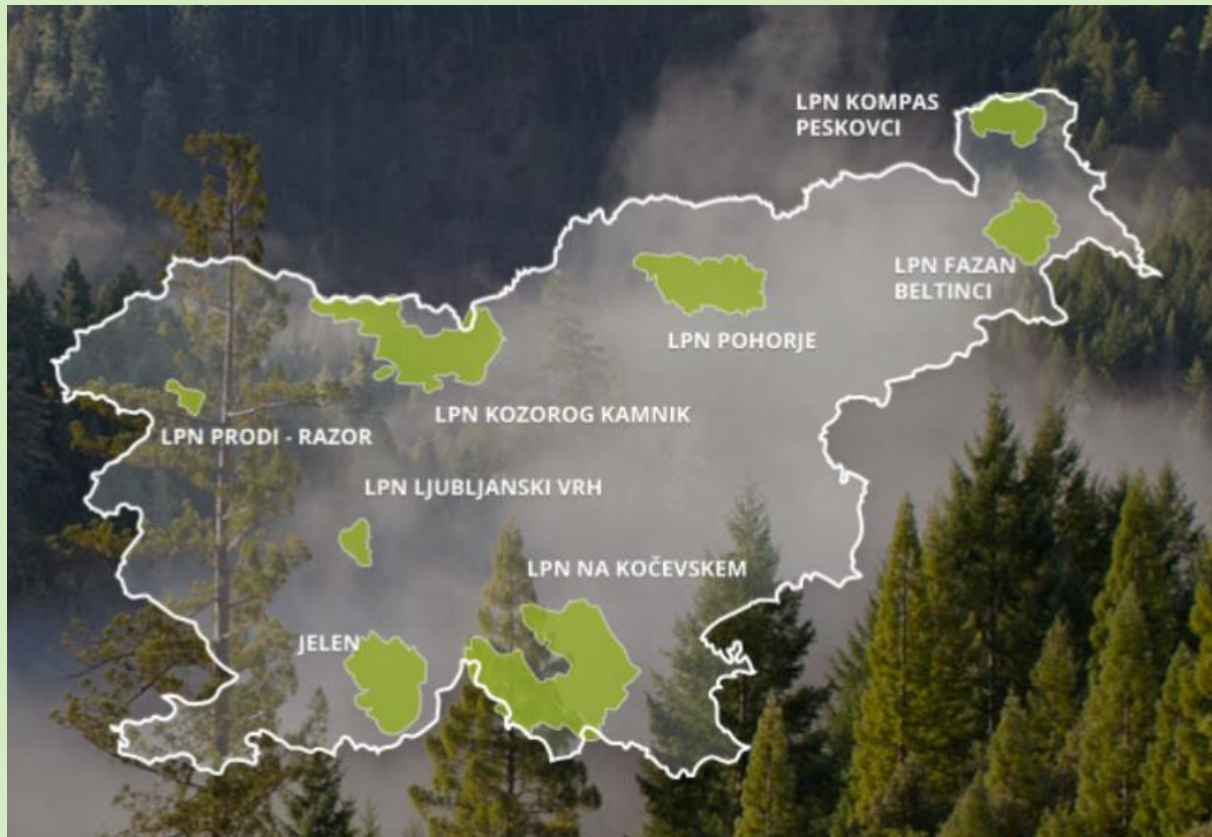 LPN KOMPAS
PESKOVCI
LPN FAZAN
BELTINCI
LPN POHORJE
LPN KOZOROG KAMNIK
LPN PRODI - RAZOR
LPN LJUBLJANSKI VRH
LPN NA KOČEVSKEM
JELEN